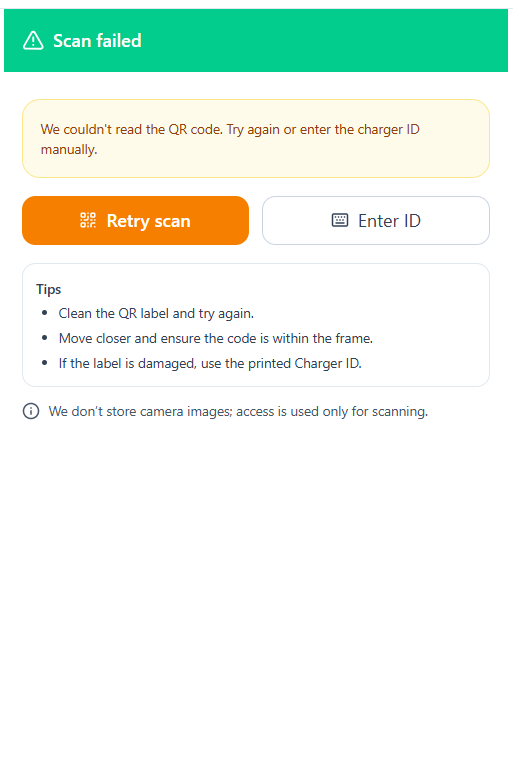 Scan failed
We couldn't read the QR code. Try again or enter the charger ID
manually.
Retry scan
Enter ID
Tips
Clean the QR label and try again.
Move closer and ensure the code is within the frame.
If the label is damaged, use the printed Charger ID.
We don’t store camera images; access is used only for scanning.